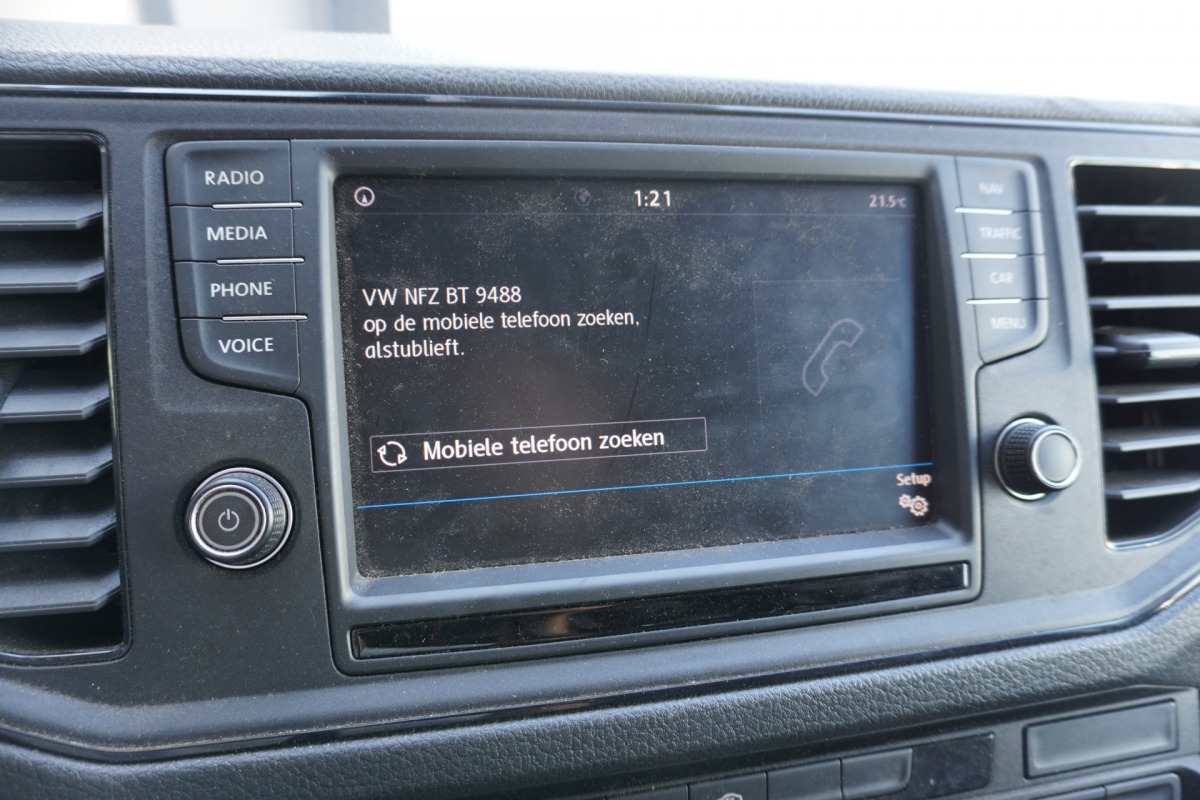 RADIO
MEDIA
PHONE
VOICE
1:21
21.5°C
VW NFZ BT 9488
op de mobiele telefoon zoeken,
alstublieft.
Mobiele telefoon zoeken
Setup
NAV
TRAFFIC
CAR
MENU